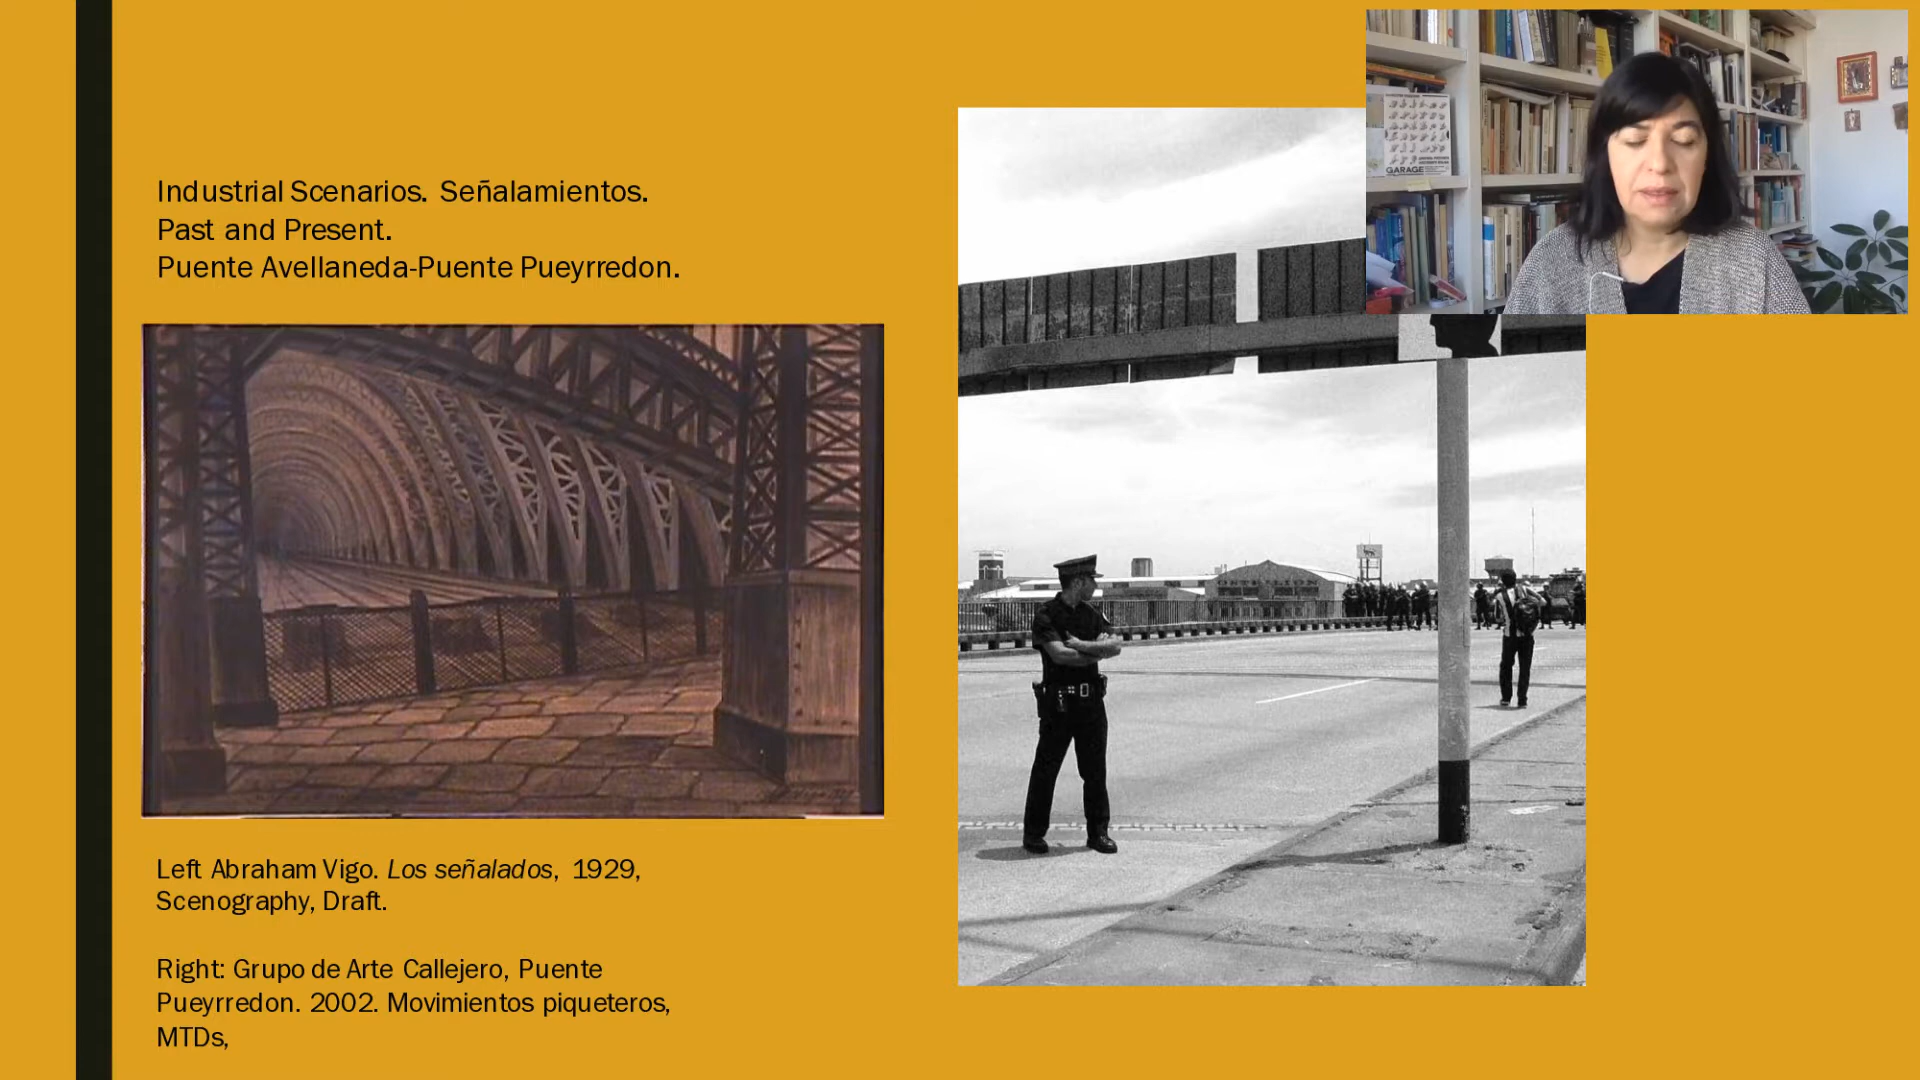 Industrial Scenarios. Señalamientos.
Past and Present.
Puente Avellaneda-Puente Pueyrredon.
Left Abraham Vigo. Los señalados, 1929,
Scenography, Draft.
Right: Grupo de Arte Callejero, Puente
Pueyrredon. 2002. Movimientos piqueteros,
MTDs,
GARAGE